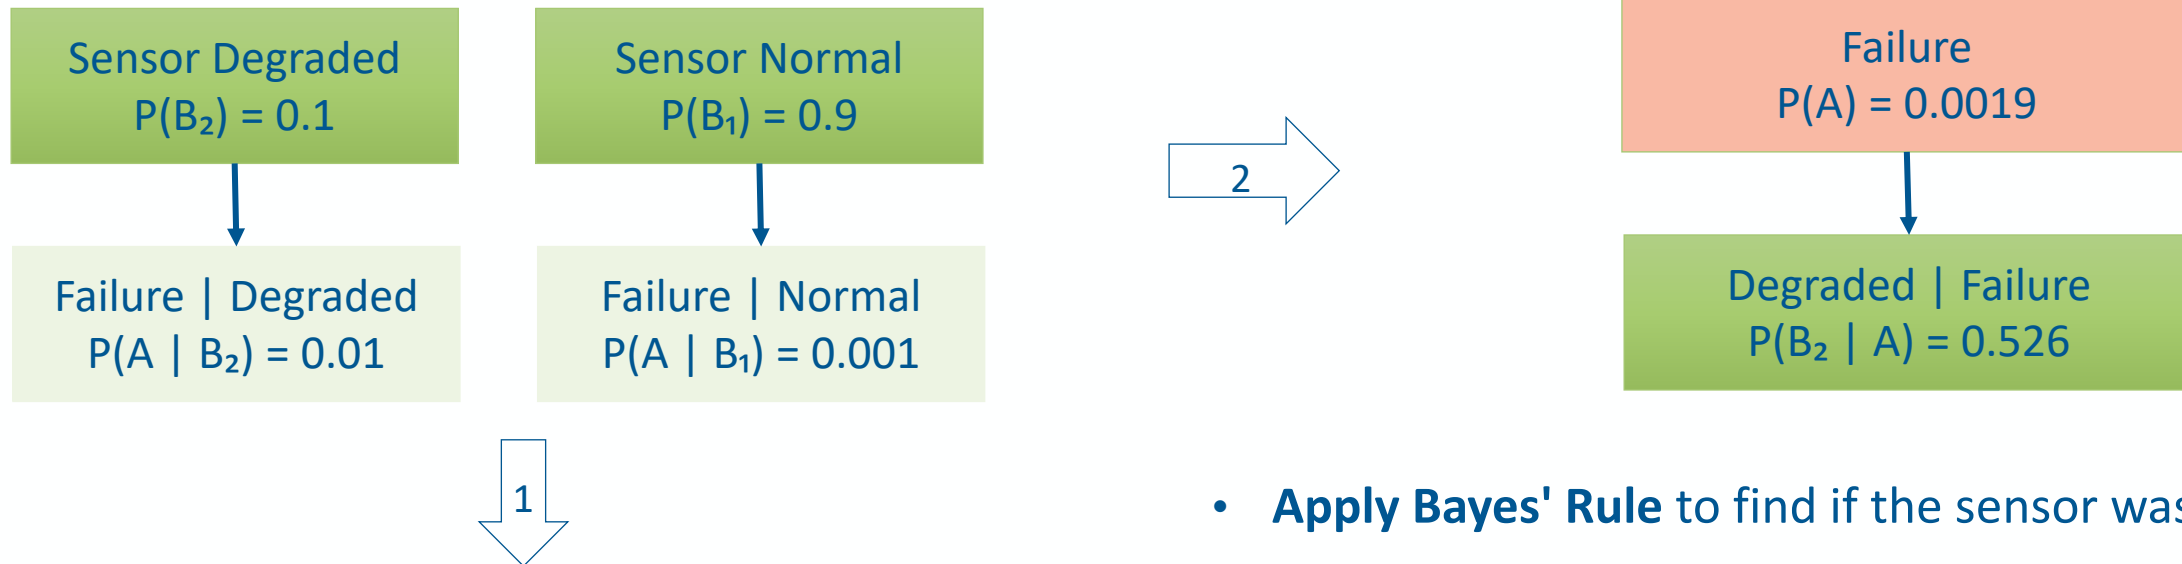 Sensor Degraded
P(B₂) = 0.1
Sensor Normal
P(B₁) = 0.9
Failure | Degraded
P(A | B₂) = 0.01
Failure | Normal
P(A | B₁) = 0.001
1
2
Failure
P(A) = 0.0019
Degraded | Failure
P(B₂ | A) = 0.526
• Apply Bayes' Rule to find if the sensor was